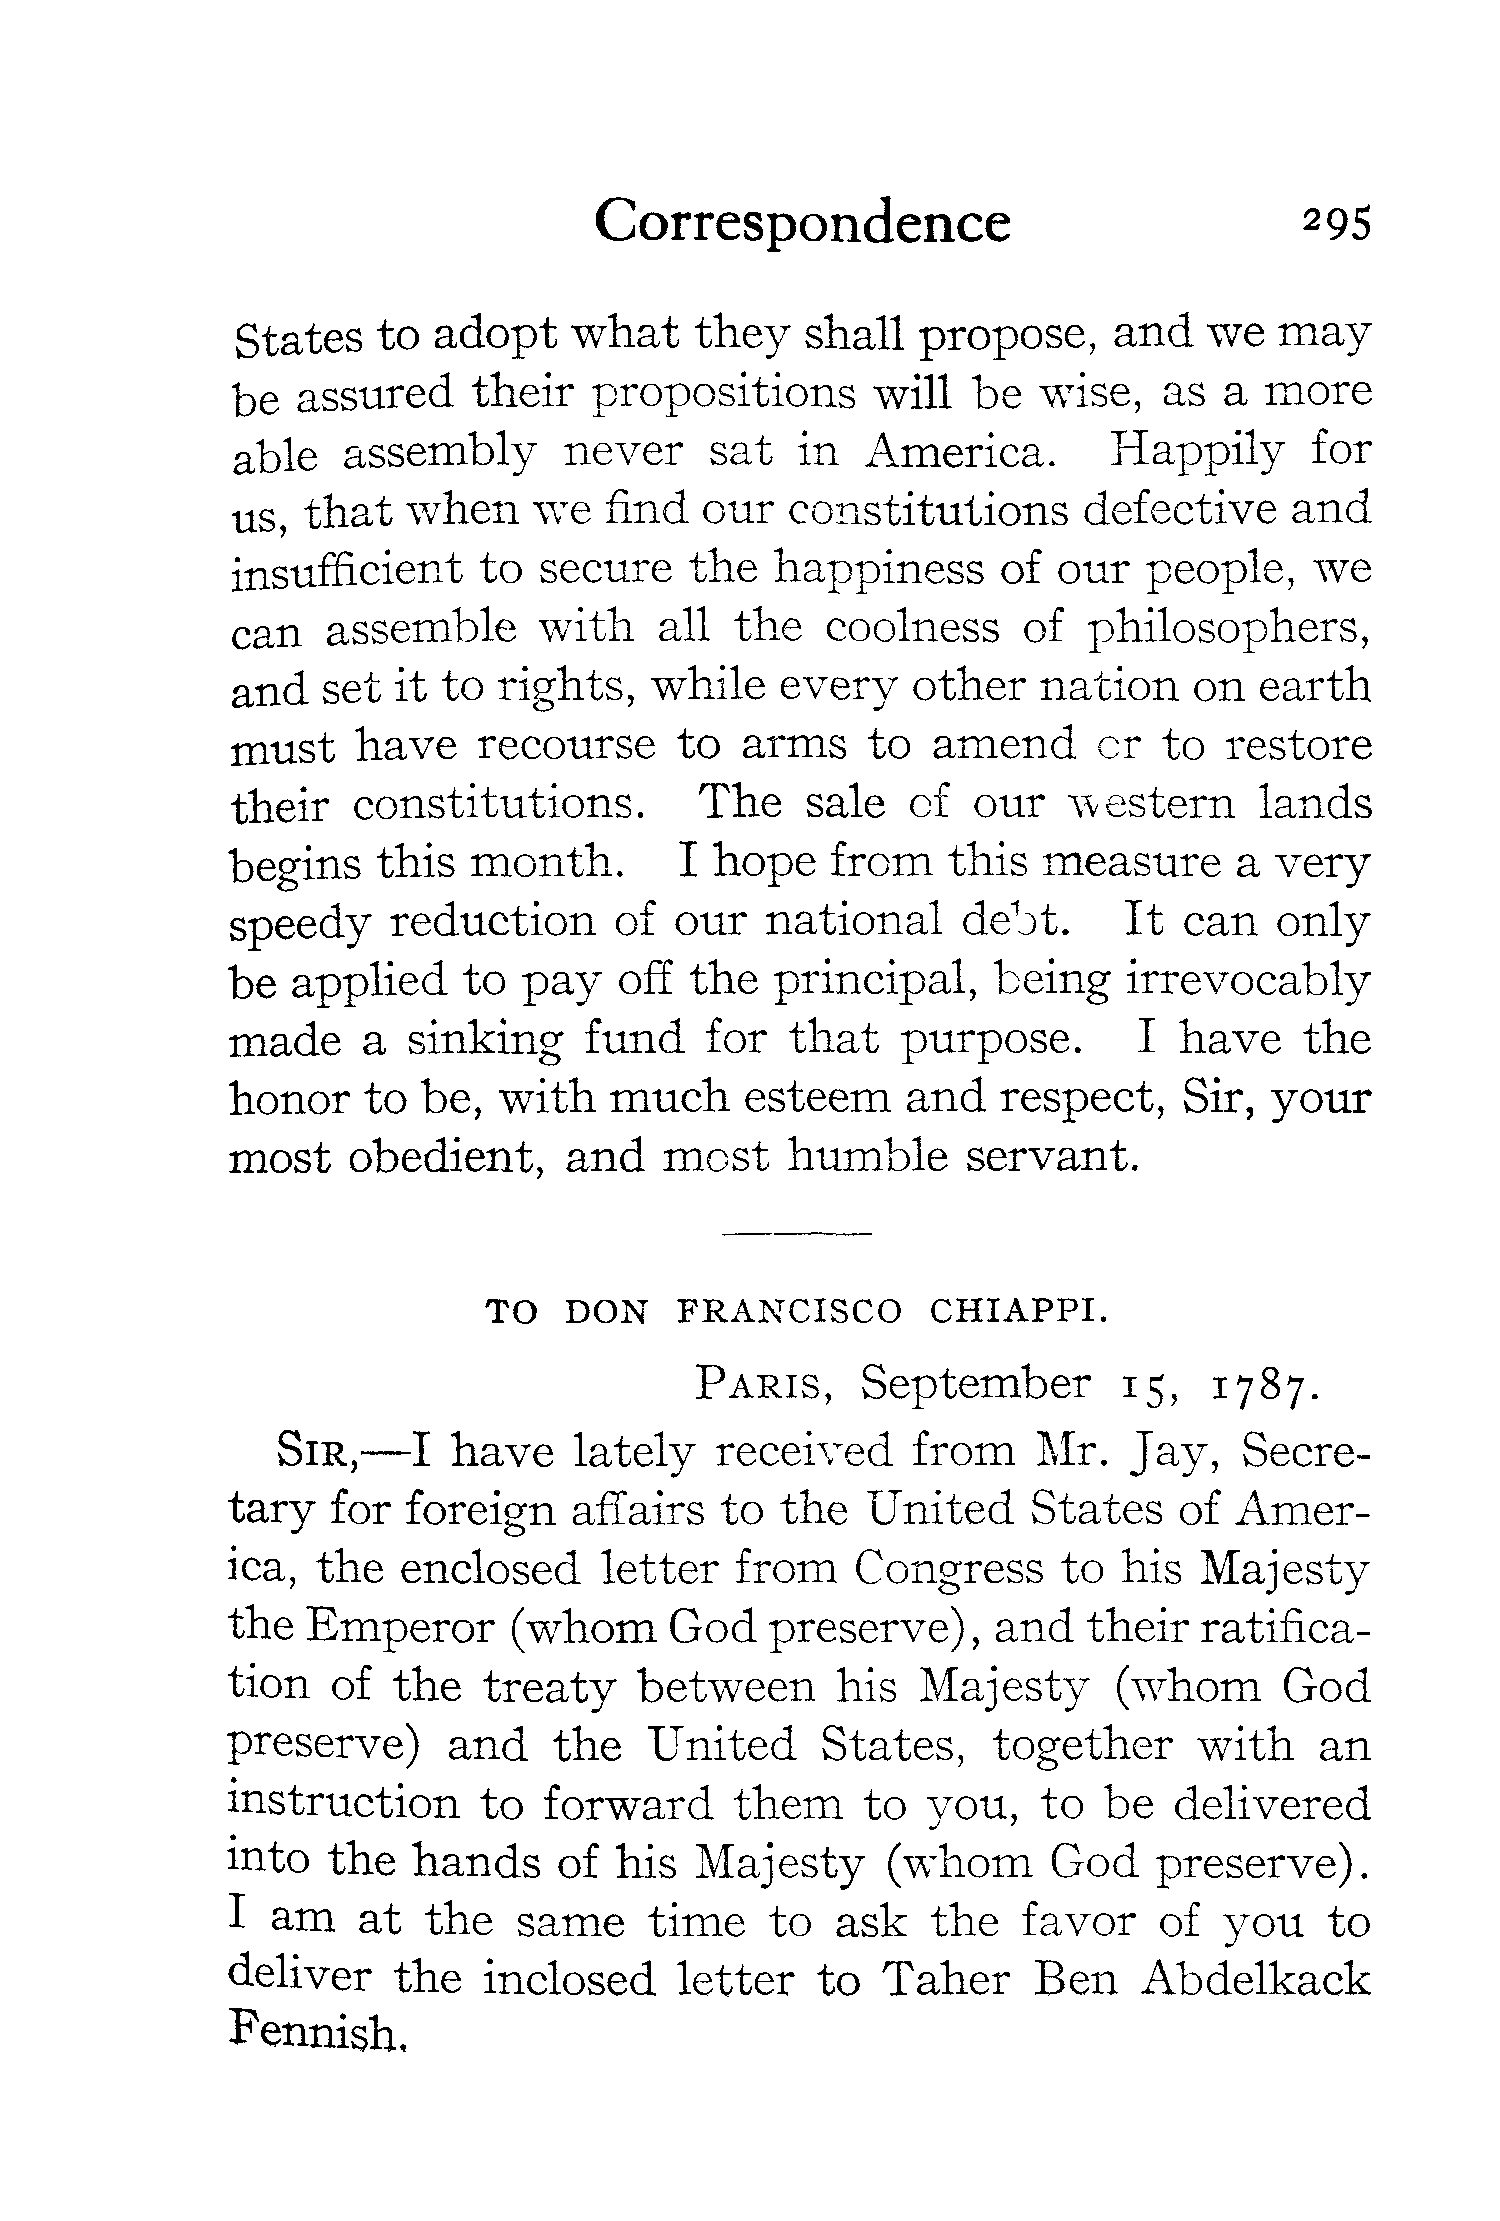 Correspondence 295
States to adopt what they shall propose, and we may
be assured their propositions will be wise, as a more
able assembly never sat in America. Happily for
us, that when we find our constitutions defective and
insufficient to secure the happiness of our people, we
can assemble with all the coolness of philosophers,
and set it to rights, while every other nation on earth
must have recourse to arms to amend or to restore
their constitutions. The sale of our western lands
begins this month. I hope from this measure a very
speedy reduction of our national debt. It can only
be applied to pay off the principal, being irrevocably
made a sinking fund for that purpose. I have the
honor to be, with much esteem and respect, Sir, your
most obedient, and most humble servant.
TO DON FRANCISCO CHIAPPI.
PARIS, September 15, 1787.
SIR,—I have lately received from Mr. Jay, Secre-
tary for foreign affairs to the United States of Amer-
ica, the enclosed letter from Congress to his Majesty
the Emperor (whom God preserve), and their ratifica-
tion of the treaty between his Majesty (whom God
preserve) and the United States, together with an
instruction to forward them to you, to be delivered
into the hands of his Majesty (whom God preserve).
I am at the same time to ask the favor of you to
deliver the inclosed letter to Taher Ben Abdelkack
Fennish.